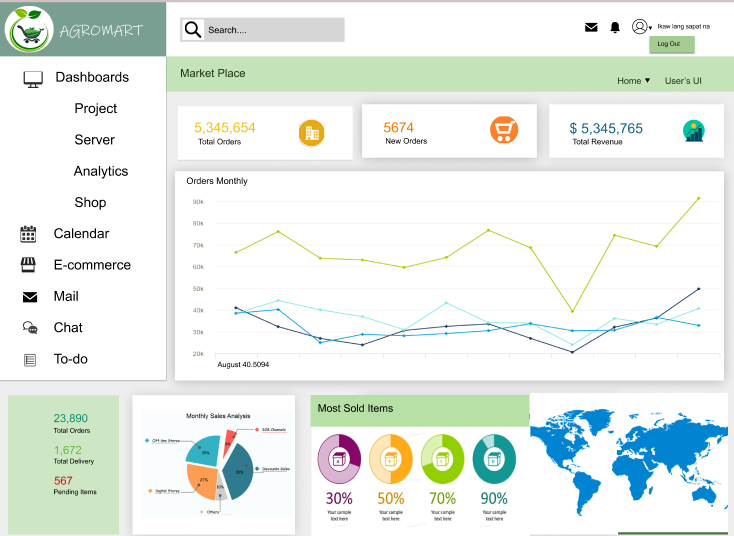 AGROMART
Search....
Ikaw lang sapat na
Log Out
Market Place
Home
User's UI
Dashboards
Project
Server
Analytics
Shop
Calendar
E-commerce
Mail
Chat
To-do
5,345,654
Total Orders
5674
New Orders
$ 5,345,765
Total Revenue
Orders Monthly
90k
80k
70k
60k
50k
40k
30k
20k
August 40.5094
23,890
Total Orders
1,672
Total Delivery
567
Pending Items
Monthly Sales Analysis
Off-line Stores
Discounts Sales
Digital Stores
Others
27%
10%
Most Sold Items
30%
50%
70%
90%
Your sample
text here
Your sample
text here
Your sample
text here
Your sample
text here